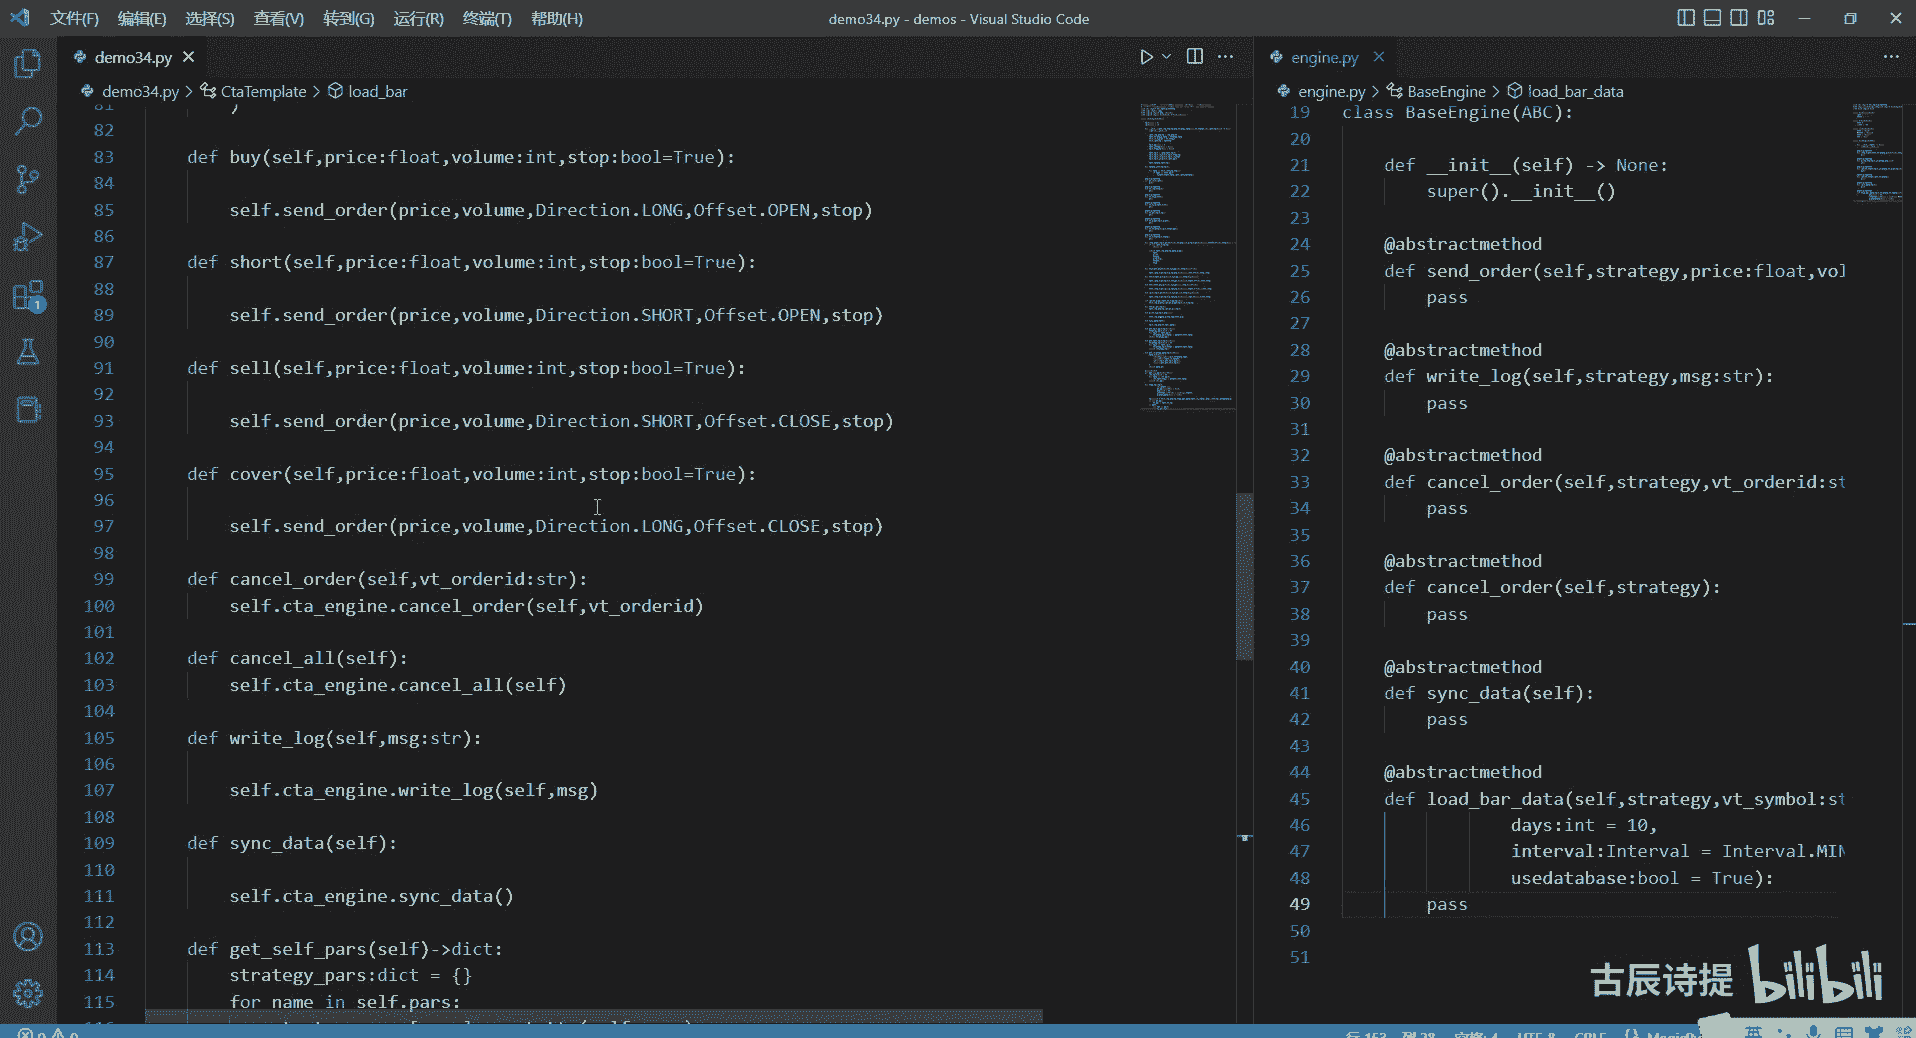 文件(F) 编辑(E) 选择(S) 查看(V) 转到(G) 运行(R) 终端(T) 帮助(H) demo34.py - demos - Visual Studio Code
demo34.py
demo34.py > CtaTemplate > load_bar
81 )
82
83 def buy(self,price:float,volume:int,stop:bool=True):
84
85 self.send_order(price,volume,Direction.LONG,Offset.OPEN,stop)
86
87 def short(self,price:float,volume:int,stop:bool=True):
88
89 self.send_order(price,volume,Direction.SHORT,Offset.OPEN,stop)
90
91 def sell(self,price:float,volume:int,stop:bool=True):
92
93 self.send_order(price,volume,Direction.SHORT,Offset.CLOSE,stop)
94
95 def cover(self,price:float,volume:int,stop:bool=True):
96
97 self.send_order(price,volume,Direction.LONG,Offset.CLOSE,stop)
98
99 def cancel_order(self,vt_orderid:str):
100 self.cta_engine.cancel_order(self,vt_orderid)
101
102 def cancel_all(self):
103 self.cta_engine.cancel_all(self)
104
105 def write_log(self,msg:str):
106
107 self.cta_engine.write_log(self,msg)
108
109 def sync_data(self):
110
111 self.cta_engine.sync_data()
112
113 def get_self_pars(self)->dict:
114 strategy_pars:dict = {}
115 for name in self.pars:
engine.py
engine.py > BaseEngine > load_bar_data
19 class BaseEngine(ABC):
20
21 def __init__(self) -> None:
22 super().__init__()
23
24 @abstractmethod
25 def send_order(self,strategy,price:float,vol
26 pass
27
28 @abstractmethod
29 def write_log(self,strategy,msg:str):
30 pass
31
32 @abstractmethod
33 def cancel_order(self,strategy,vt_orderid:st
34 pass
35
36 @abstractmethod
37 def cancel_order(self,strategy):
38 pass
39
40 @abstractmethod
41 def sync_data(self):
42 pass
43
44 @abstractmethod
45 def load_bar_data(self,strategy,vt_symbol:st
46 days:int = 10,
47 interval:Interval = Interval.MIN
48 usedatabase:bool = True):
49 pass
50
51
1
古辰诗提 bilibili